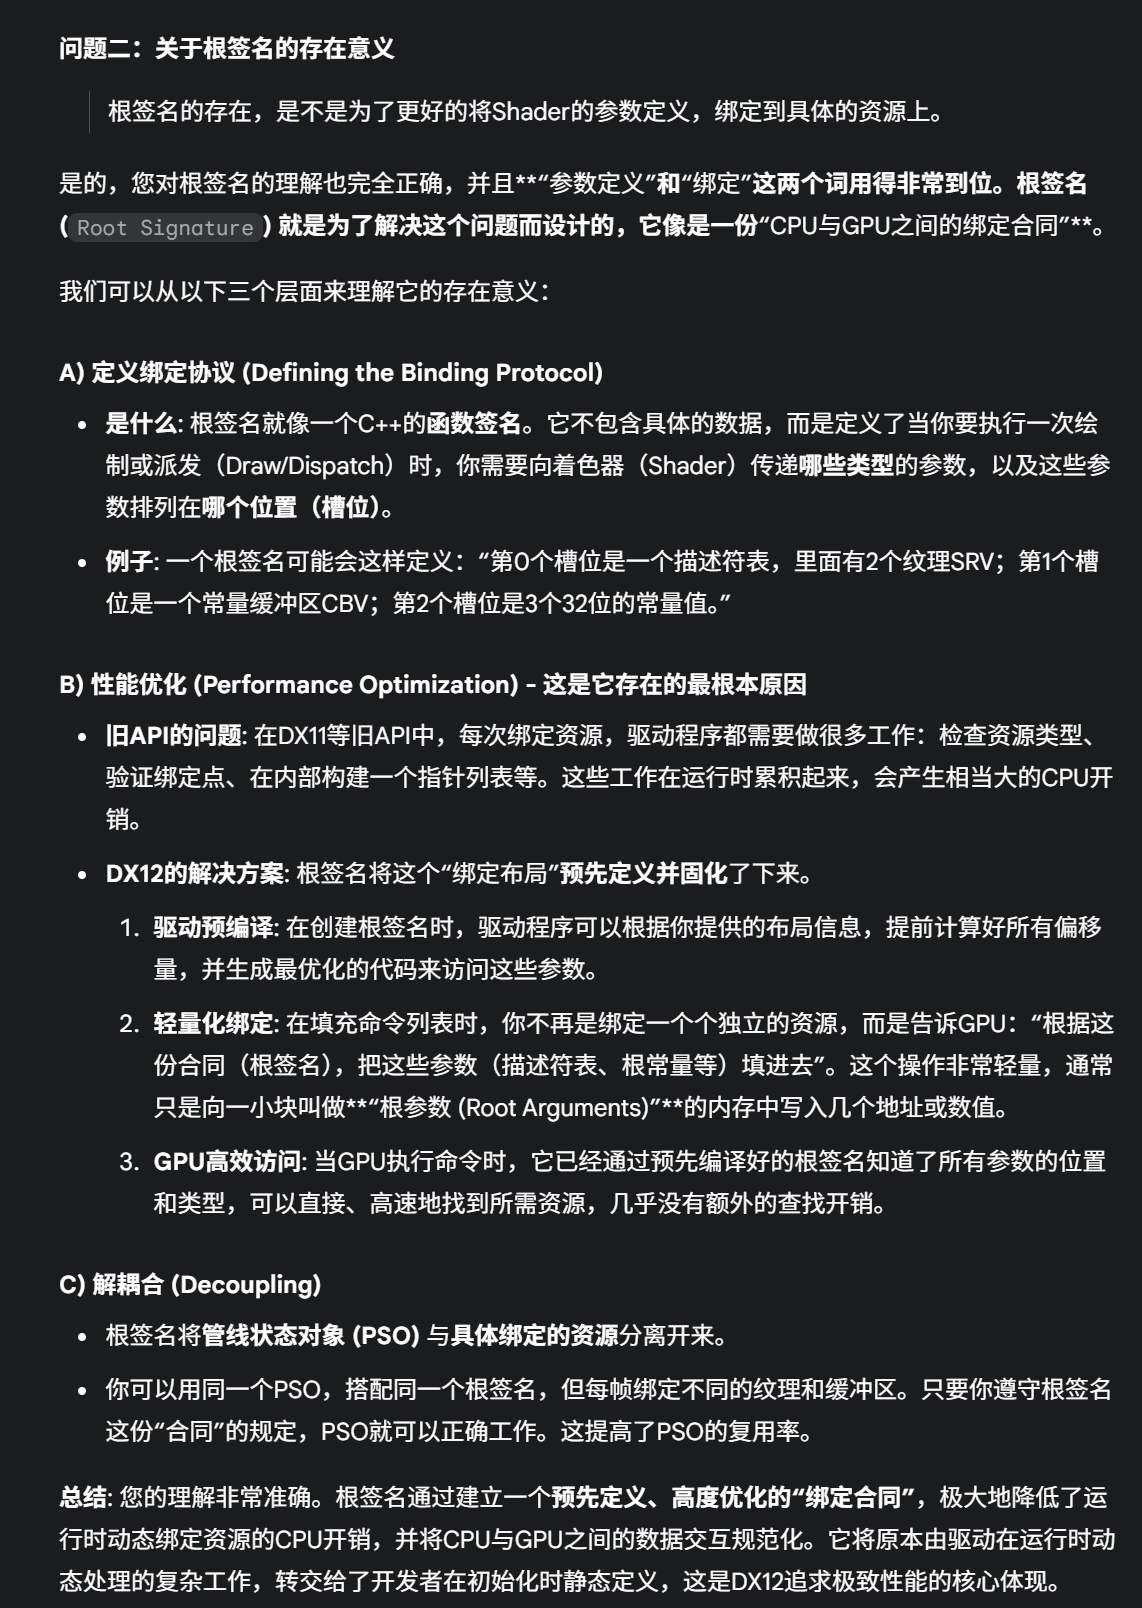 问题二：关于根签名的存在意义
根签名的存在，是不是为了更好的将Shader的参数定义，绑定到具体的资源上。
是的，您对根签名的理解也完全正确，并且**“参数定义”和“绑定”这两个词用得非常到位。根签名
(Root Signature) 就是为了解决这个问题而设计的，它像是一份“CPU与GPU之间的绑定合同”**。
我们可以从以下三个层面来理解它的存在意义：
A) 定义绑定协议 (Defining the Binding Protocol)
• 是什么: 根签名就像一个C++的函数签名。它不包含具体的数据，而是定义了当你要执行一次绘
制或派发（Draw/Dispatch）时，你需要向着色器（Shader）传递哪些类型的参数，以及这些参
数排列在哪个位置（槽位）。
• 例子: 一个根签名可能会这样定义：“第0个槽位是一个描述符表，里面有2个纹理SRV；第1个槽
位是一个常量缓冲区CBV；第2个槽位是3个32位的常量值。”
B) 性能优化 (Performance Optimization) - 这是它存在的最根本原因
• 旧API的问题: 在DX11等旧API中，每次绑定资源，驱动程序都需要做很多工作：检查资源类型、
验证绑定点、在内部构建一个指针列表等。这些工作在运行时累积起来，会产生相当大的CPU开
销。
• DX12的解决方案: 根签名将这个“绑定布局”预先定义并固化了下来。
1. 驱动预编译: 在创建根签名时，驱动程序可以根据你提供的布局信息，提前计算好所有偏移
量，并生成最优化的代码来访问这些参数。
2. 轻量化绑定: 在填充命令列表时，你不再是绑定一个个独立的资源，而是告诉GPU：“根据这
份合同（根签名），把这些参数（描述符表、根常量等）填进去”。这个操作非常轻量，通常
只是向一小块叫做**“根参数 (Root Arguments)”**的内存中写入几个地址或数值。
3. GPU高效访问: 当GPU执行命令时，它已经通过预先编译好的根签名知道了所有参数的位置
和类型，可以直接、高速地找到所需资源，几乎没有额外的查找开销。
C) 解耦合 (Decoupling)
• 根签名将管线状态对象 (PSO) 与具体绑定的资源分离开来。
• 你可以用同一个PSO，搭配同一个根签名，但每帧绑定不同的纹理和缓冲区。只要你遵守根签名
这份“合同”的规定，PSO就可以正确工作。这提高了PSO的复用率。
总结: 您的理解非常准确。根签名通过建立一个预先定义、高度优化的“绑定合同”，极大地降低了运
行时动态绑定资源的CPU开销，并将CPU与GPU之间的数据交互规范化。它将原本由驱动在运行时动
态处理的复杂工作，转交给了开发者在初始化时静态定义，这是DX12追求极致性能的核心体现。